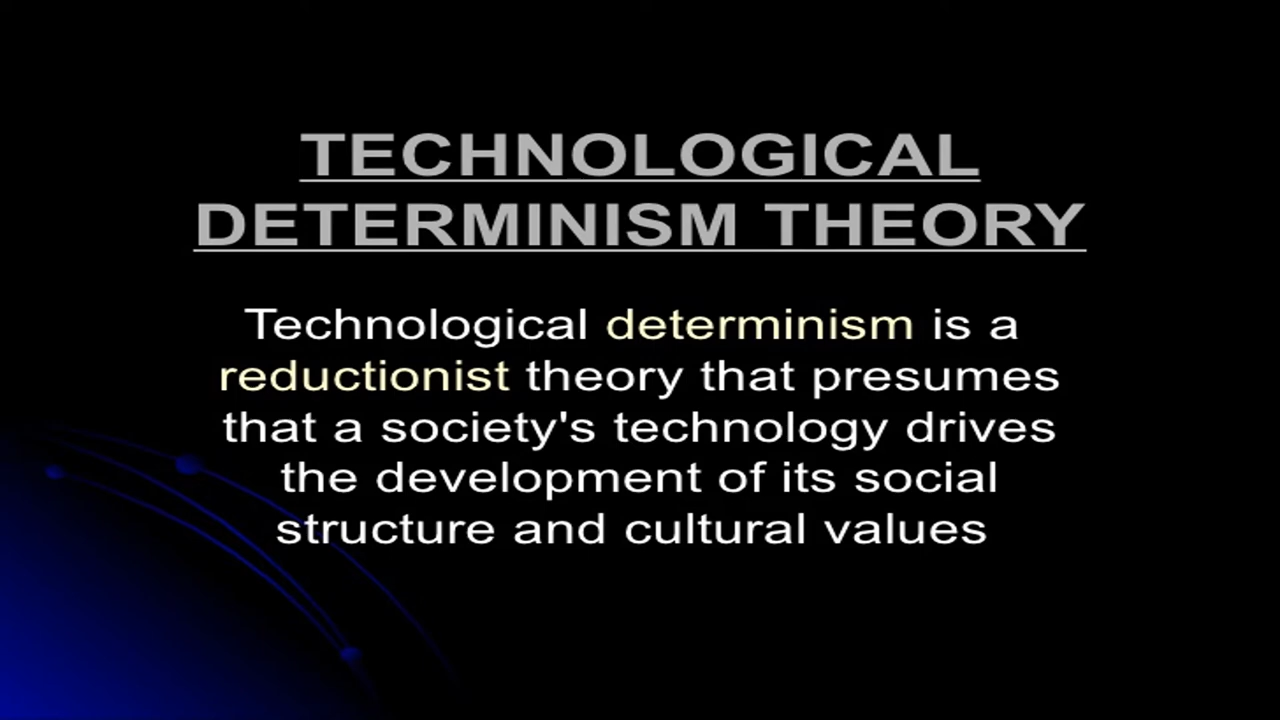 TECHNOLOGICAL
DETERMINISM THEORY
Technological determinism is a
reductionist theory that presumes
that a society's technology drives
the development of its social
structure and cultural values